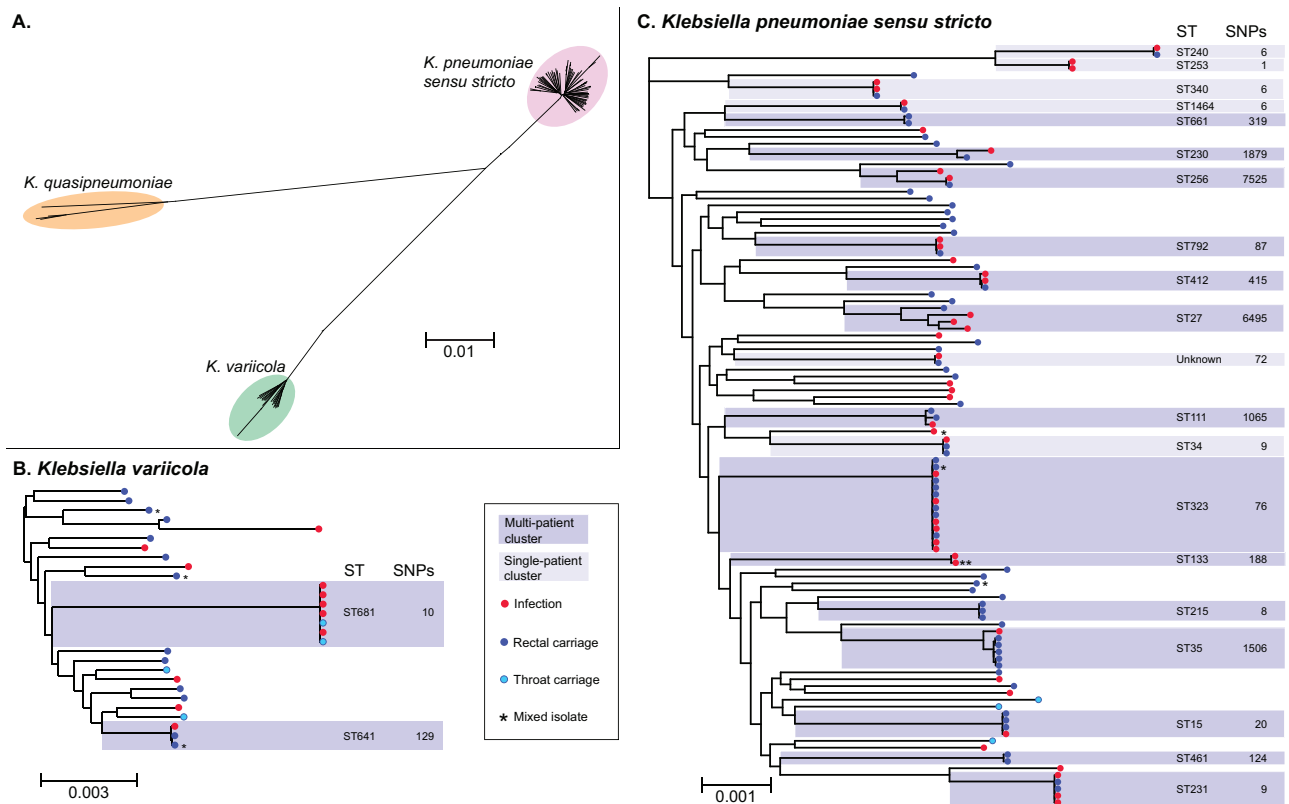 A.
K. pneumoniae
sensu stricto
K. quasipneumoniae
K. variicola
0.01
B. Klebsiella variicola
*
*
ST SNPs
ST681 10
ST641 129
*
0.003
Multi-patient
cluster
Single-patient
cluster
Infection
Rectal carriage
Throat carriage
* Mixed isolate
C. Klebsiella pneumoniae sensu stricto
ST SNPs
ST240 6
ST253 1
ST340 6
ST1464 6
ST661 319
ST230 1879
ST256 7525
ST792 87
ST412 415
ST27 6495
Unknown 72
ST111 1065
*
ST34 9
*
ST323 76
ST133 188
**
*
ST215 8
ST35 1506
ST15 20
ST461 124
ST231 9
0.001